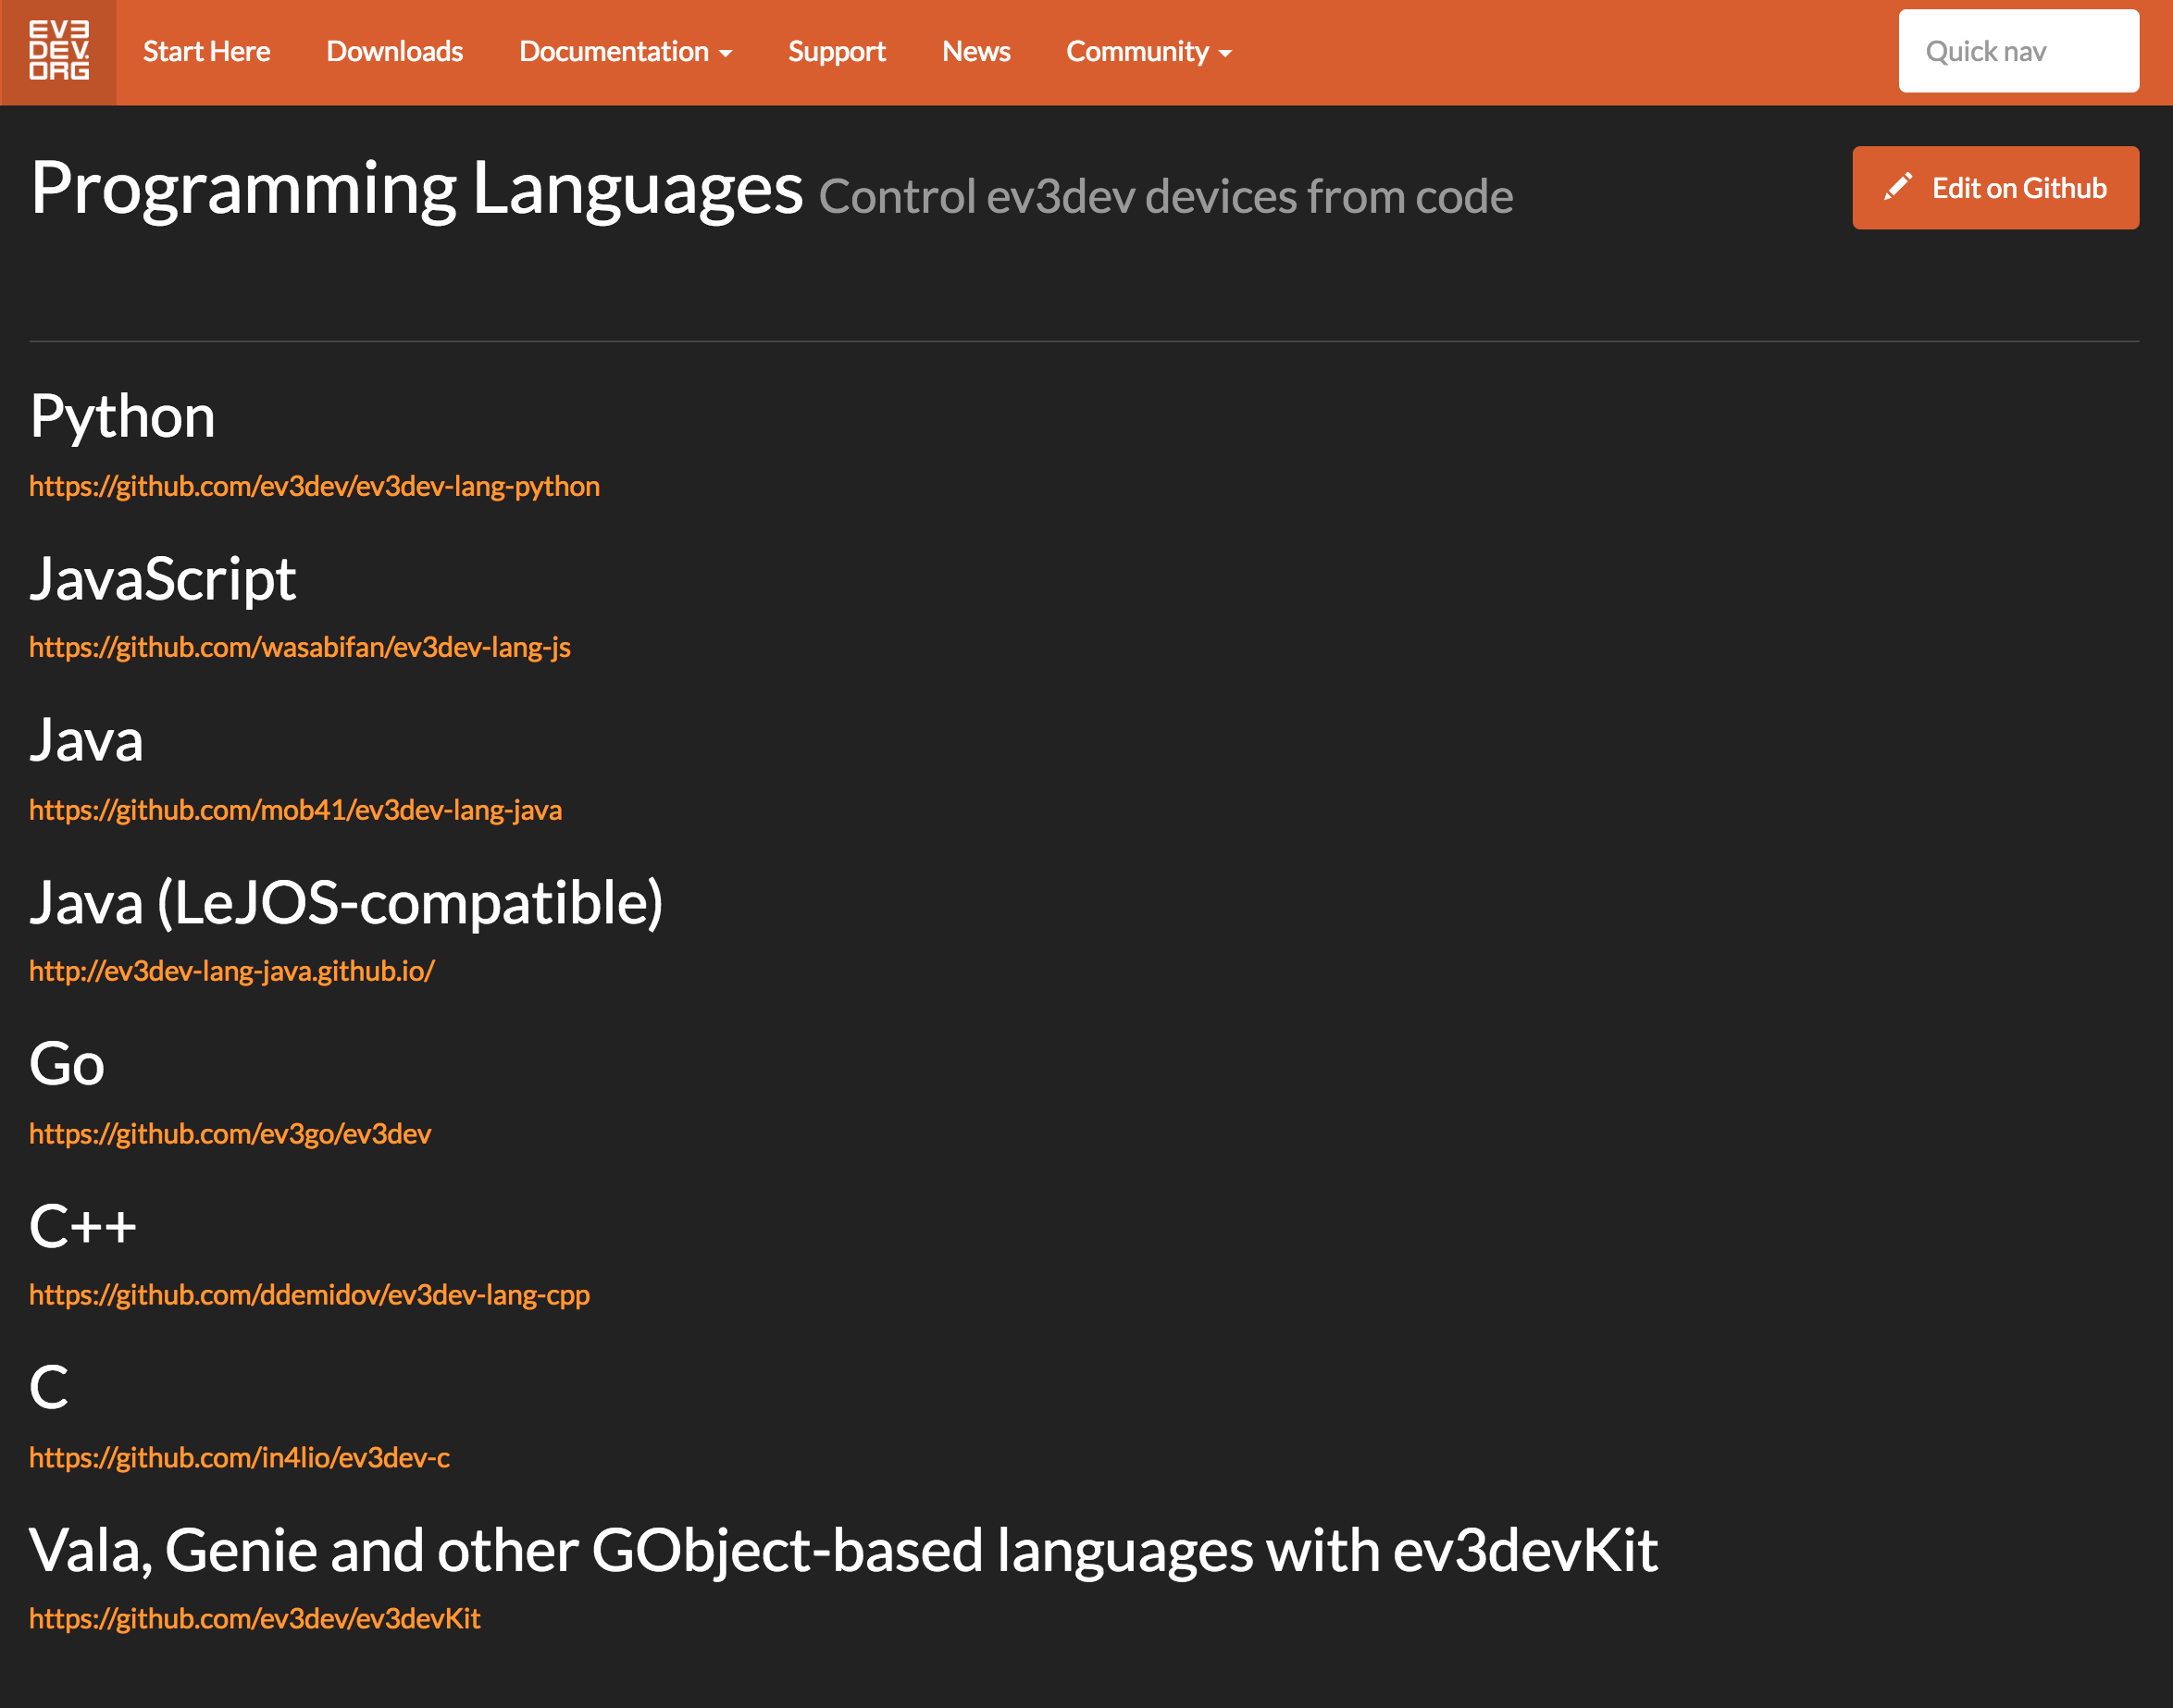 EV3
DEV.
ORG
Start Here
Downloads
Documentation
Support
News
Community
Quick nav
Programming Languages Control ev3dev devices from code
Edit on Github
Python
https://github.com/ev3dev/ev3dev-lang-python
JavaScript
https://github.com/wasabifan/ev3dev-lang-js
Java
https://github.com/mob41/ev3dev-lang-java
Java (LeJOS-compatible)
http://ev3dev-lang-java.github.io/
Go
https://github.com/ev3go/ev3dev
C++
https://github.com/ddemidov/ev3dev-lang-cpp
C
https://github.com/in4lio/ev3dev-c
Vala, Genie and other GObject-based languages with ev3devKit
https://github.com/ev3dev/ev3devKit